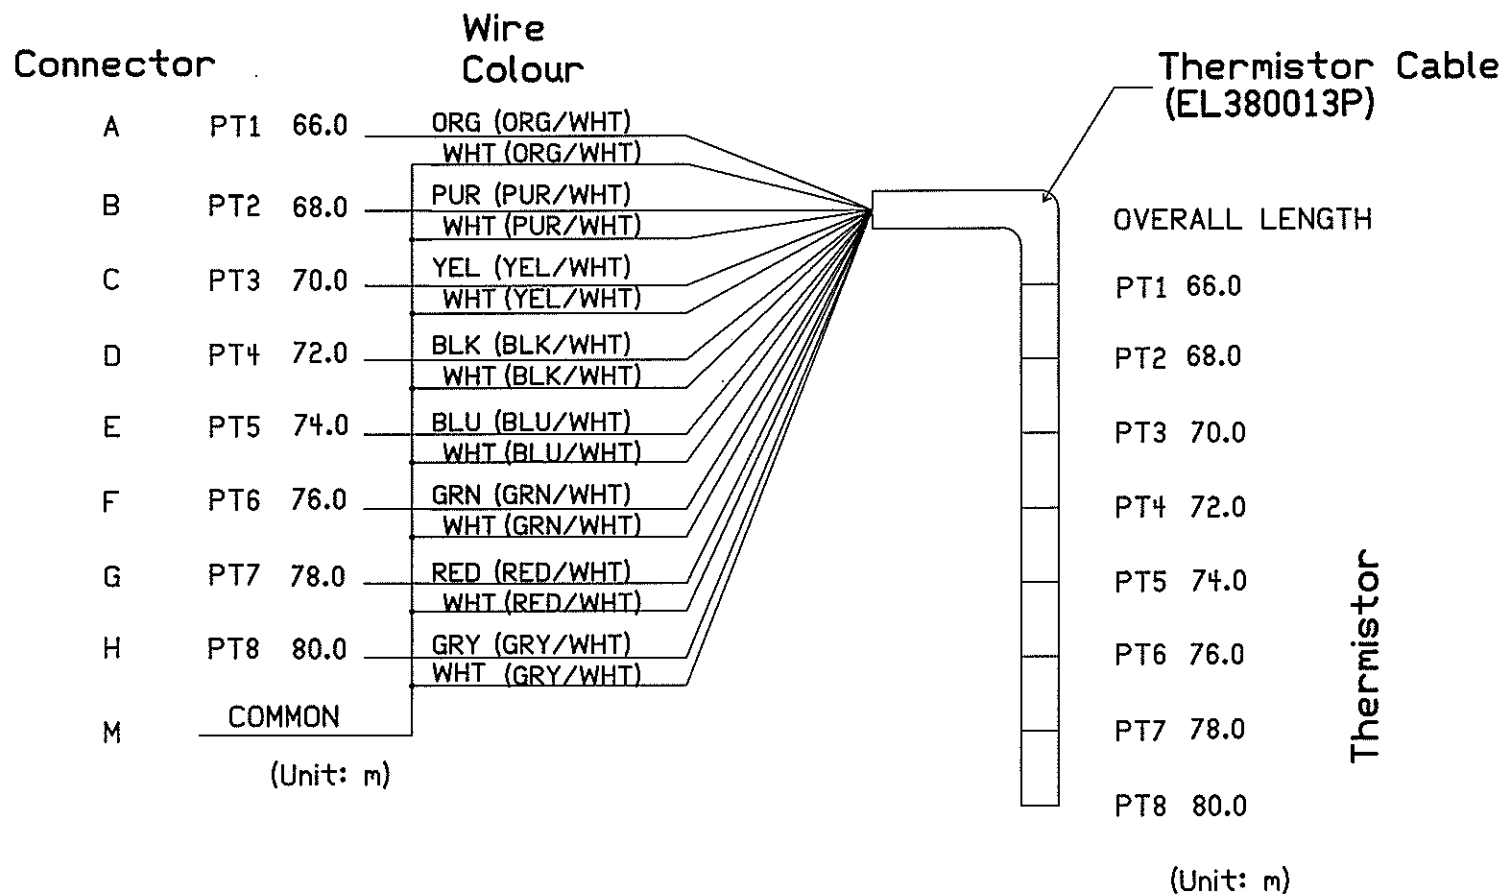 Connector
Wire
Colour
Thermistor Cable
(EL380013P)
A PT1 66.0 ORG (ORG/WHT)
WHT (ORG/WHT)
B PT2 68.0 PUR (PUR/WHT)
WHT (PUR/WHT)
C PT3 70.0 YEL (YEL/WHT)
WHT (YEL/WHT)
D PT4 72.0 BLK (BLK/WHT)
WHT (BLK/WHT)
E PT5 74.0 BLU (BLU/WHT)
WHT (BLU/WHT)
F PT6 76.0 GRN (GRN/WHT)
WHT (GRN/WHT)
G PT7 78.0 RED (RED/WHT)
WHT (RED/WHT)
H PT8 80.0 GRY (GRY/WHT)
WHT (GRY/WHT)
M COMMON
(Unit: m)
OVERALL LENGTH
PT1 66.0
PT2 68.0
PT3 70.0
PT4 72.0
PT5 74.0
PT6 76.0
PT7 78.0
PT8 80.0
Thermistor
(Unit: m)